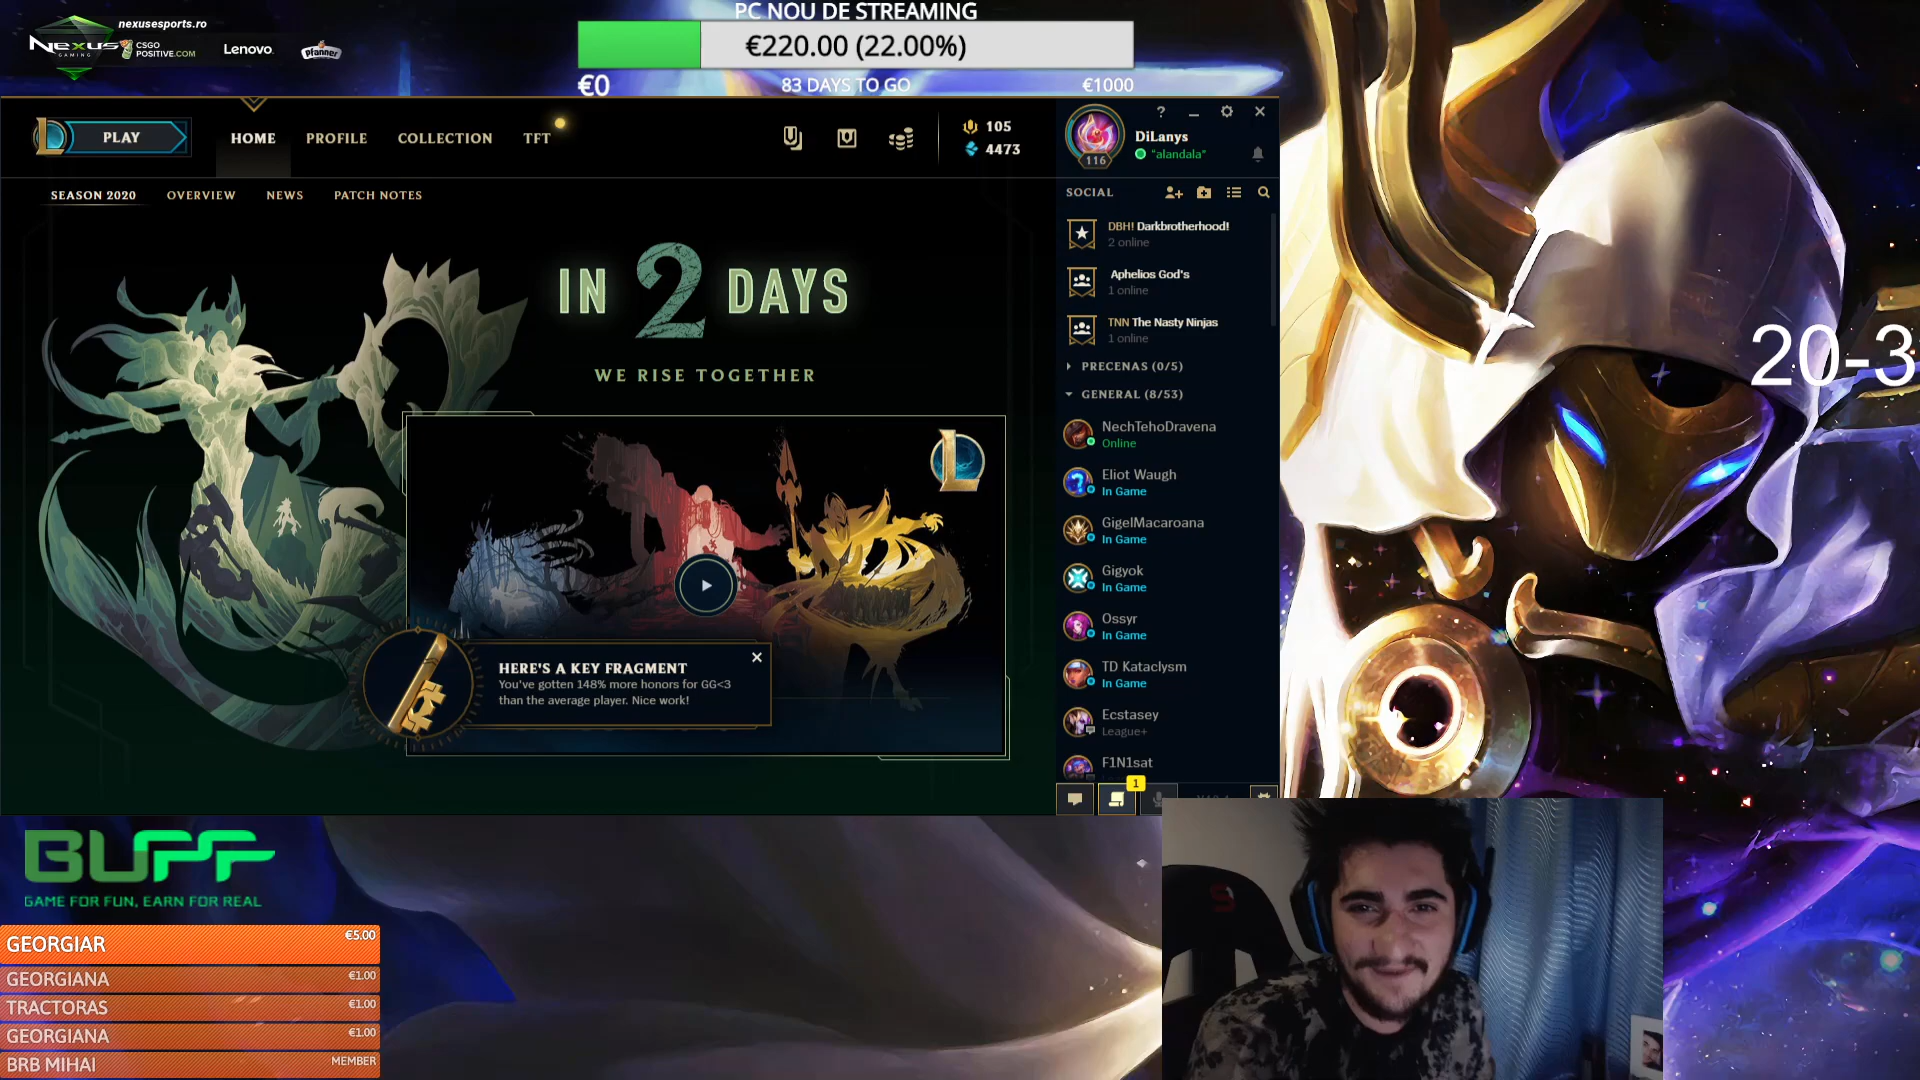 nexusesports.ro
NEXUS
GAMING
CSGO
POSITIVE.COM
Lenovo
pfanner
PC NOU DE STREAMING
€220.00 (22.00%)
€0
83 DAYS TO GO
€1000
PLAY
HOME
PROFILE
COLLECTION
TFT
105
4473
SEASON 2020
OVERVIEW
NEWS
PATCH NOTES
IN 2 DAYS
WE RISE TOGETHER
HERE'S A KEY FRAGMENT
You've gotten 148% more honors for GG<3
than the average player. Nice work!
?
116
DiLanys
"alandala"
SOCIAL
DBH! Darkbrotherhood!
2 online
Aphelios God's
1 online
TNN The Nasty Ninjas
1 online
PRECENAS (0/5)
GENERAL (8/53)
NechTehoDravena
Online
Eliot Waugh
In Game
GigelMacaroana
In Game
Gigyok
In Game
Ossyr
In Game
TD Kataclysm
In Game
Ecstasey
League+
F1N1sat
1
20-3
BUFF
GAME FOR FUN, EARN FOR REAL
GEORGIAR €5.00
GEORGIANA €1.00
TRACTORAS €1.00
GEORGIANA €1.00
BRB MIHAI MEMBER